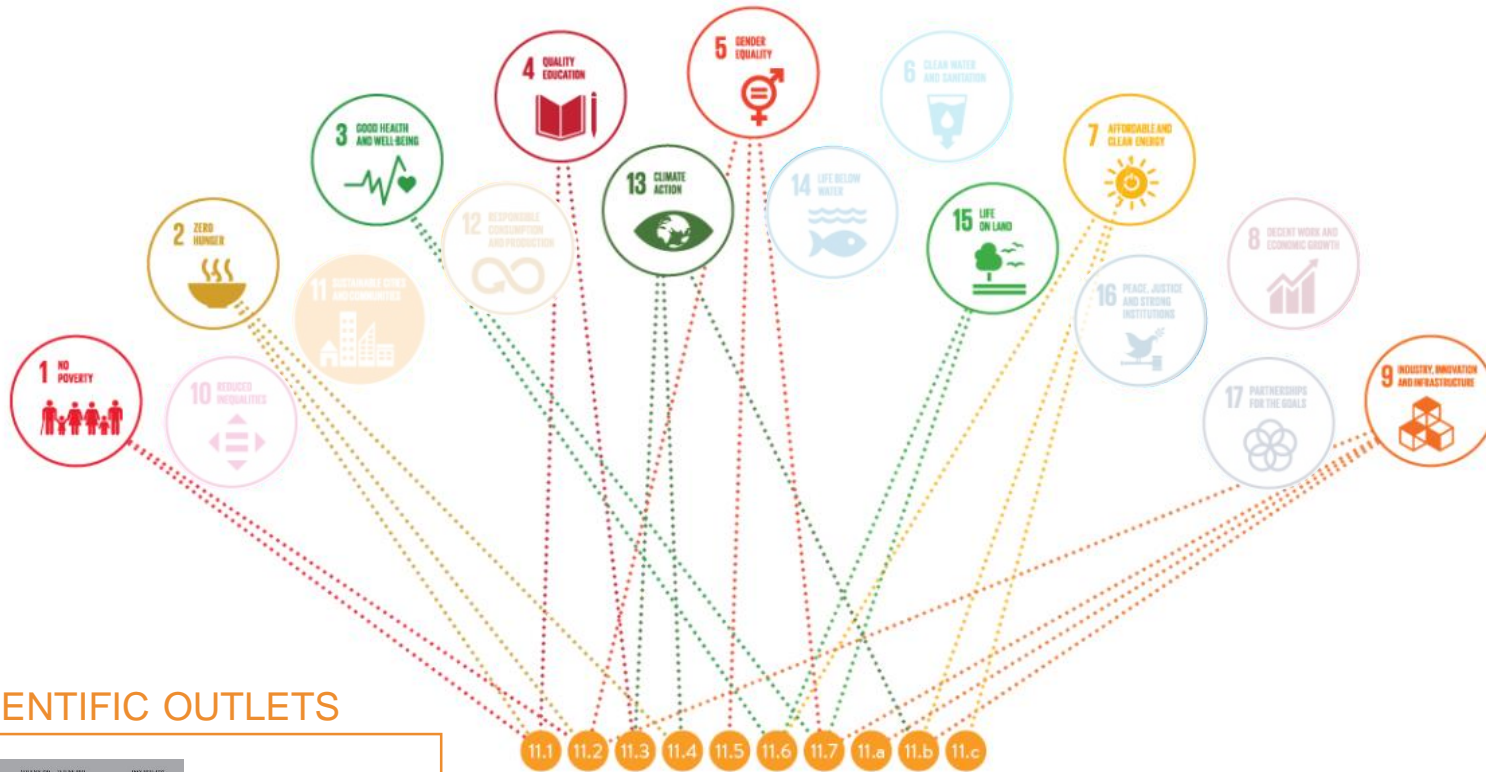 5 GENDER
EQUALITY
4 QUALITY
EDUCATION
6 CLEAN WATER
AND SANITATION
3 GOOD HEALTH
AND WELL-BEING
7 AFFORDABLE AND
CLEAN ENERGY
13 CLIMATE
ACTION
14 LIFE BELOW
WATER
12 RESPONSIBLE
CONSUMPTION
AND PRODUCTION
15 LIFE
ON LAND
2 ZERO
HUNGER
8 DECENT WORK AND
ECONOMIC GROWTH
11 SUSTAINABLE CITIES
AND COMMUNITIES
16 PEACE, JUSTICE
AND STRONG
INSTITUTIONS
1 NO
POVERTY
10 REDUCED
INEQUALITIES
17 PARTNERSHIPS
FOR THE GOALS
9 INDUSTRY, INNOVATION
AND INFRASTRUCTURE
ENTIFIC OUTLETS
11.1 11.2 11.3 11.4 11.5 11.6 11.7 11.a 11.b 11.c